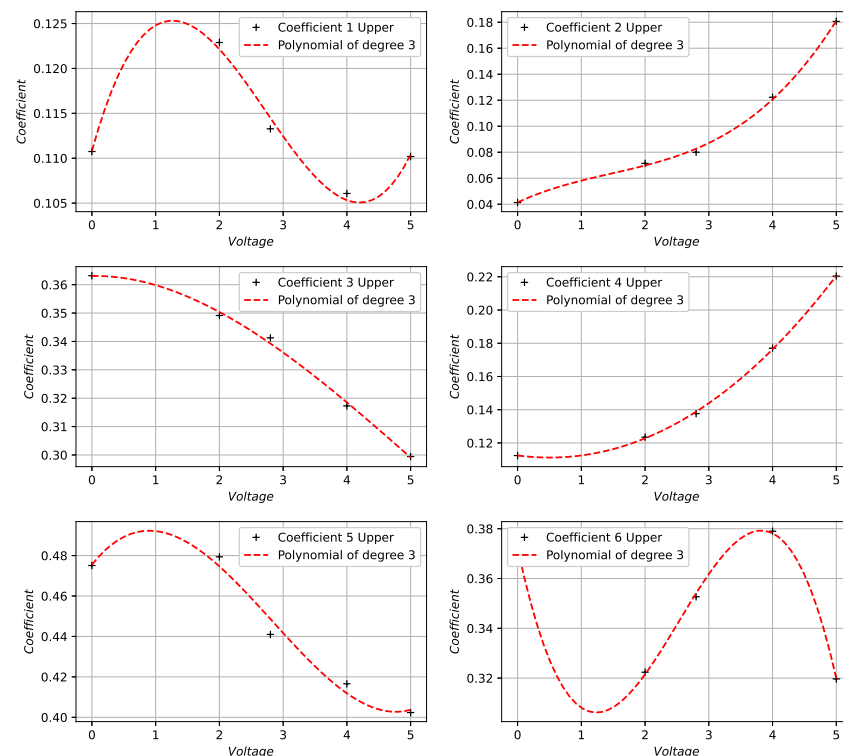 Coefficient 1 Upper
Polynomial of degree 3
0.125
0.120
0.115
0.110
0.105
Coefficient
0 1 2 3 4 5
Voltage
Coefficient 2 Upper
Polynomial of degree 3
0.18
0.16
0.14
0.12
0.10
0.08
0.06
0.04
Coefficient
0 1 2 3 4 5
Voltage
Coefficient 3 Upper
Polynomial of degree 3
0.36
0.35
0.34
0.33
0.32
0.31
0.30
Coefficient
0 1 2 3 4 5
Voltage
Coefficient 4 Upper
Polynomial of degree 3
0.22
0.20
0.18
0.16
0.14
0.12
Coefficient
0 1 2 3 4 5
Voltage
Coefficient 5 Upper
Polynomial of degree 3
0.48
0.46
0.44
0.42
0.40
Coefficient
0 1 2 3 4 5
Voltage
Coefficient 6 Upper
Polynomial of degree 3
0.38
0.36
0.34
0.32
Coefficient
0 1 2 3 4 5
Voltage